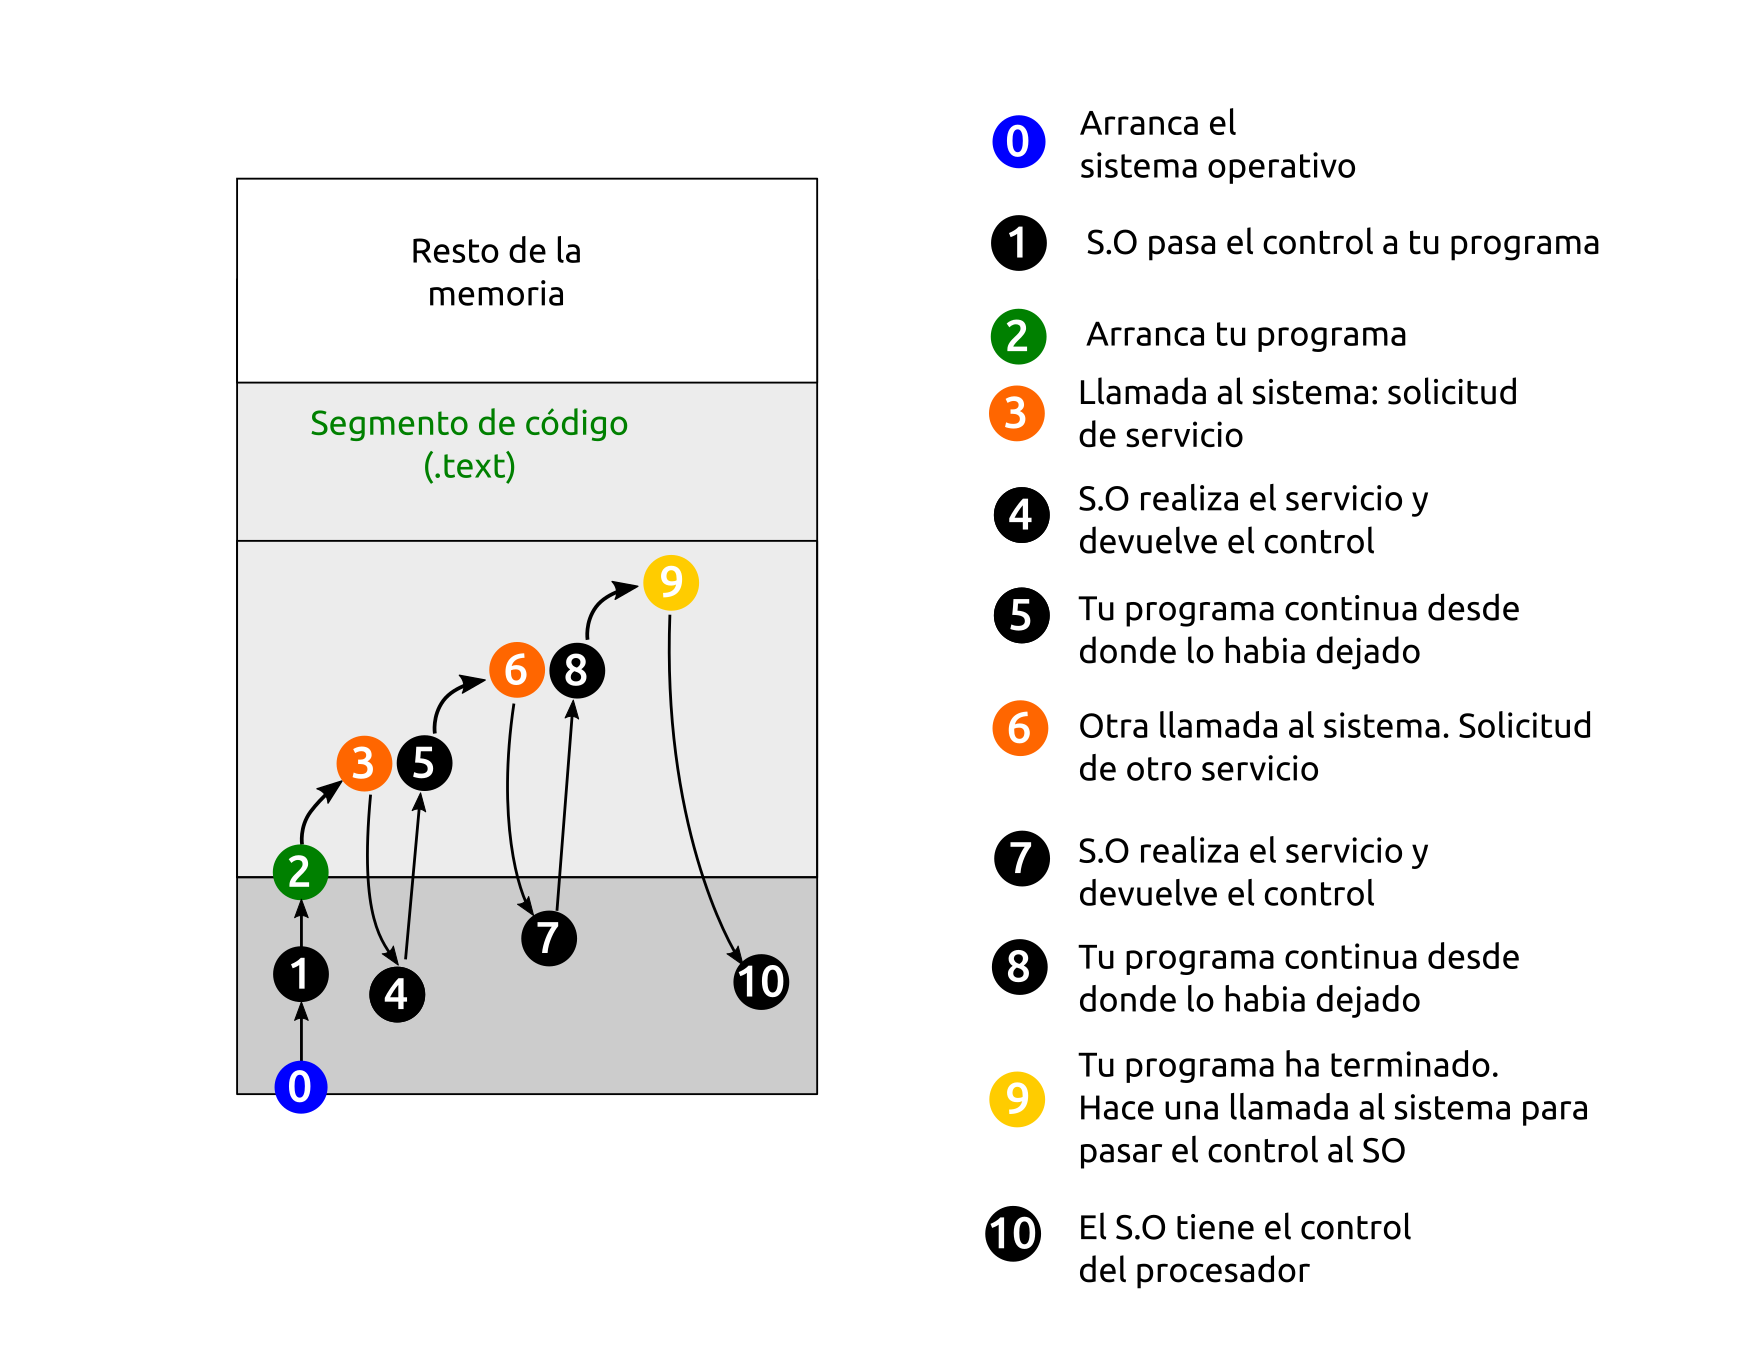 Resto de la
memoria
Segmento de código
(.text)
9
6
8
3
5
2
7
1
4
10
0
0
Arranca el
sistema operativo
1
S.O pasa el control a tu programa
2
Arranca tu programa
3
Llamada al sistema: solicitud
de servicio
4
S.O realiza el servicio y
devuelve el control
5
Tu programa continua desde
donde lo habia dejado
6
Otra llamada al sistema. Solicitud
de otro servicio
7
S.O realiza el servicio y
devuelve el control
8
Tu programa continua desde
donde lo habia dejado
9
Tu programa ha terminado.
Hace una llamada al sistema para
pasar el control al SO
10
El S.O tiene el control
del procesador